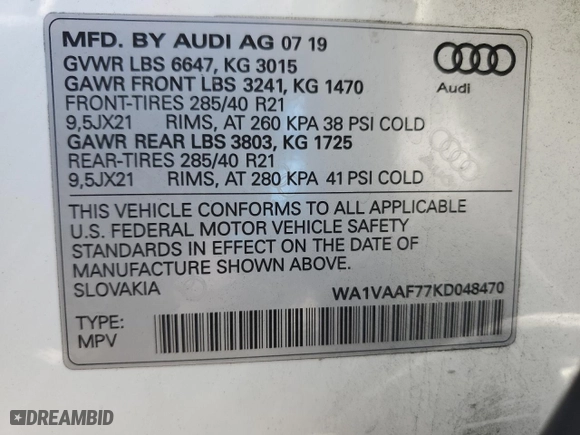 MFD. BY AUDI AG 07 19
GVWR LBS 6647, KG 3015
GAWR FRONT LBS 3241, KG 1470
FRONT-TIRES 285/40 R21
9,5JX21 RIMS, AT 260 KPA 38 PSI COLD
GAWR REAR LBS 3803, KG 1725
REAR-TIRES 285/40 R21
9,5JX21 RIMS, AT 280 KPA 41 PSI COLD
Audi
THIS VEHICLE CONFORMS TO ALL APPLICABLE
U.S. FEDERAL MOTOR VEHICLE SAFETY
STANDARDS IN EFFECT ON THE DATE OF
MANUFACTURE SHOWN ABOVE.
SLOVAKIA
WA1VAAF77KD048470
TYPE:
MPV
DREAMBID